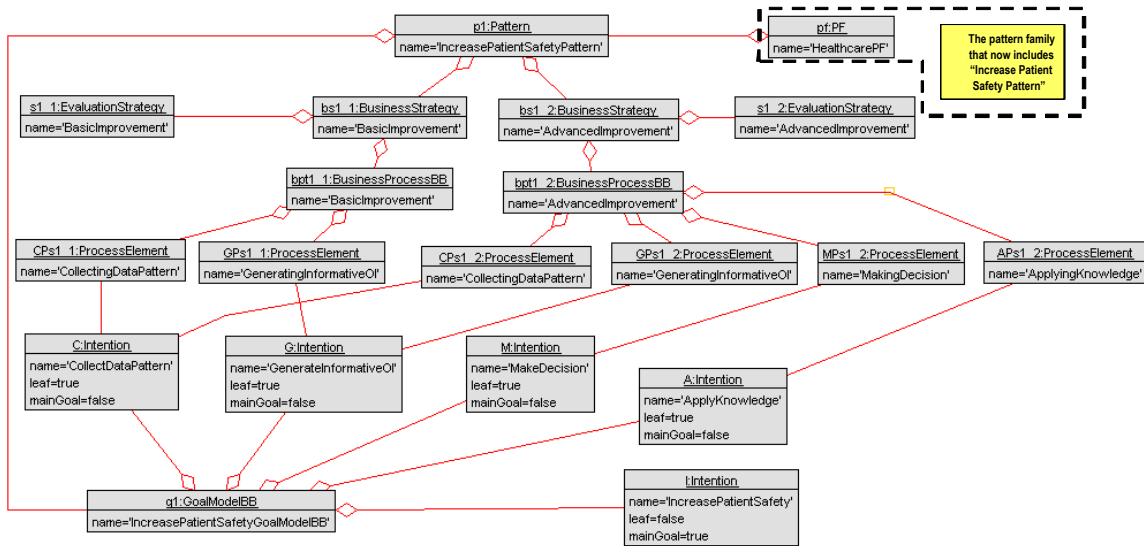 p1:Pattern
name='IncreasePatientSafetyPattern'
pf:PF
name='HealthcarePF'
The pattern family
that now includes
“Increase Patient
Safety Pattern”
s1_1:EvaluationStrategy
name='BasicImprovement'
bs1_1:BusinessStrategy
name='BasicImprovement'
bs1_2:BusinessStrategy
name='AdvancedImprovement'
s1_2:EvaluationStrategy
name='AdvancedImprovement'
bpt1_1:BusinessProcessBB
name='BasicImprovement'
bpt1_2:BusinessProcessBB
name='AdvancedImprovement'
CPs1_1:ProcessElement
name='CollectingDataPattern'
GPs1_1:ProcessElement
name='GeneratingInformativeOI'
CPs1_2:ProcessElement
name='CollectingDataPattern'
GPs1_2:ProcessElement
name='GeneratingInformativeOI'
MPs1_2:ProcessElement
name='MakingDecision'
APs1_2:ProcessElement
name='ApplyingKnowledge'
C:Intention
name='CollectDataPattern'
leaf=true
mainGoal=false
G:Intention
name='GenerateInformativeOI'
leaf=true
mainGoal=false
M:Intention
name='MakeDecision'
leaf=true
mainGoal=false
A:Intention
name='ApplyKnowledge'
leaf=true
mainGoal=false
g1:GoalModelBB
name='IncreasePatientSafetyGoalModelBB'
I:Intention
name='IncreasePatientSafety'
leaf=false
mainGoal=true